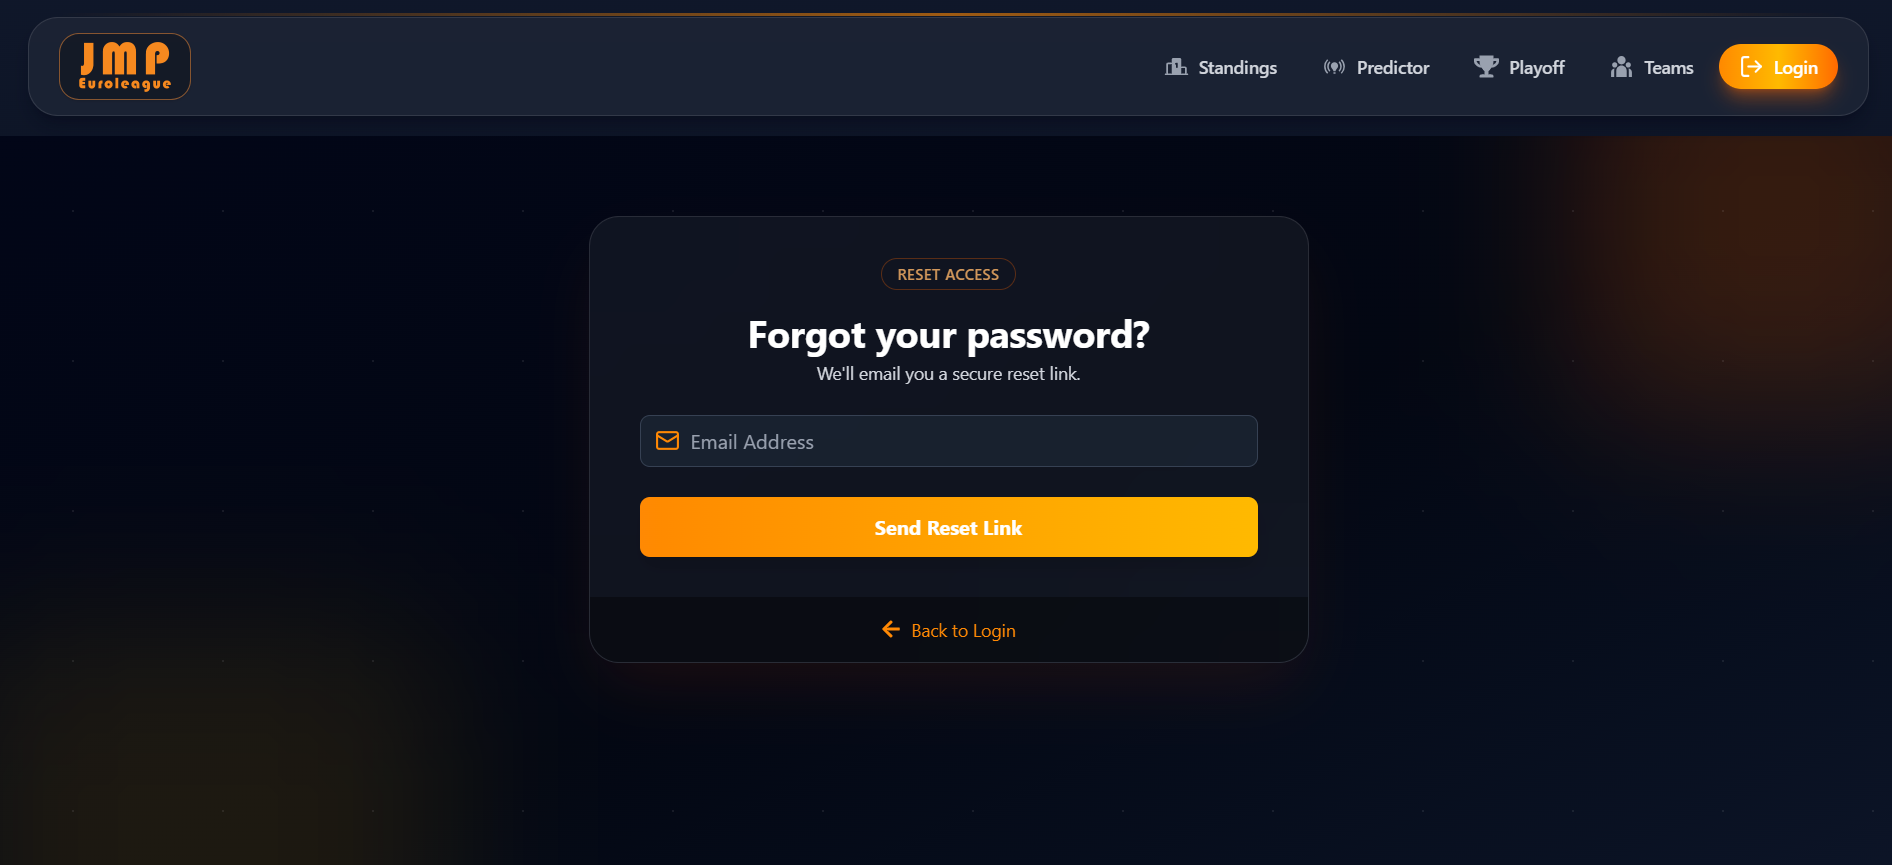 JMP
Euroleague
Standings
Predictor
Playoff
Teams
Login
RESET ACCESS
Forgot your password?
We'll email you a secure reset link.
Email Address
Send Reset Link
Back to Login